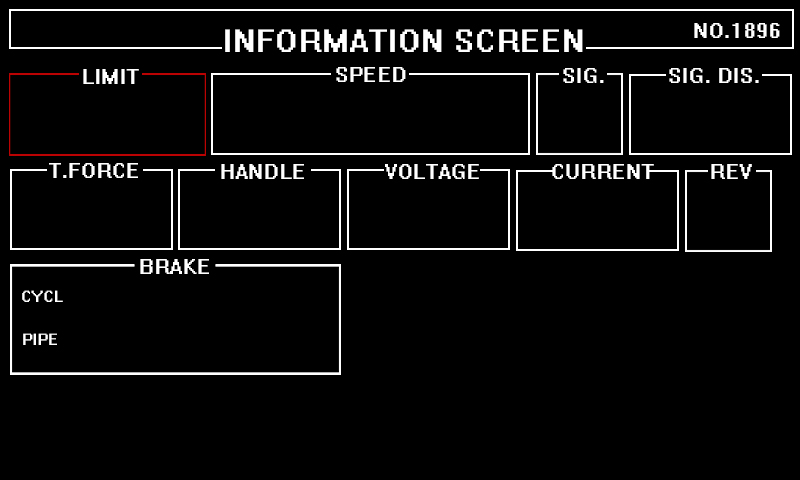 INFORMATION SCREEN
NO.1896
LIMIT
SPEED
SIG.
SIG. DIS.
T.FORCE
HANDLE
VOLTAGE
CURRENT
REV
BRAKE
CYCL
PIPE